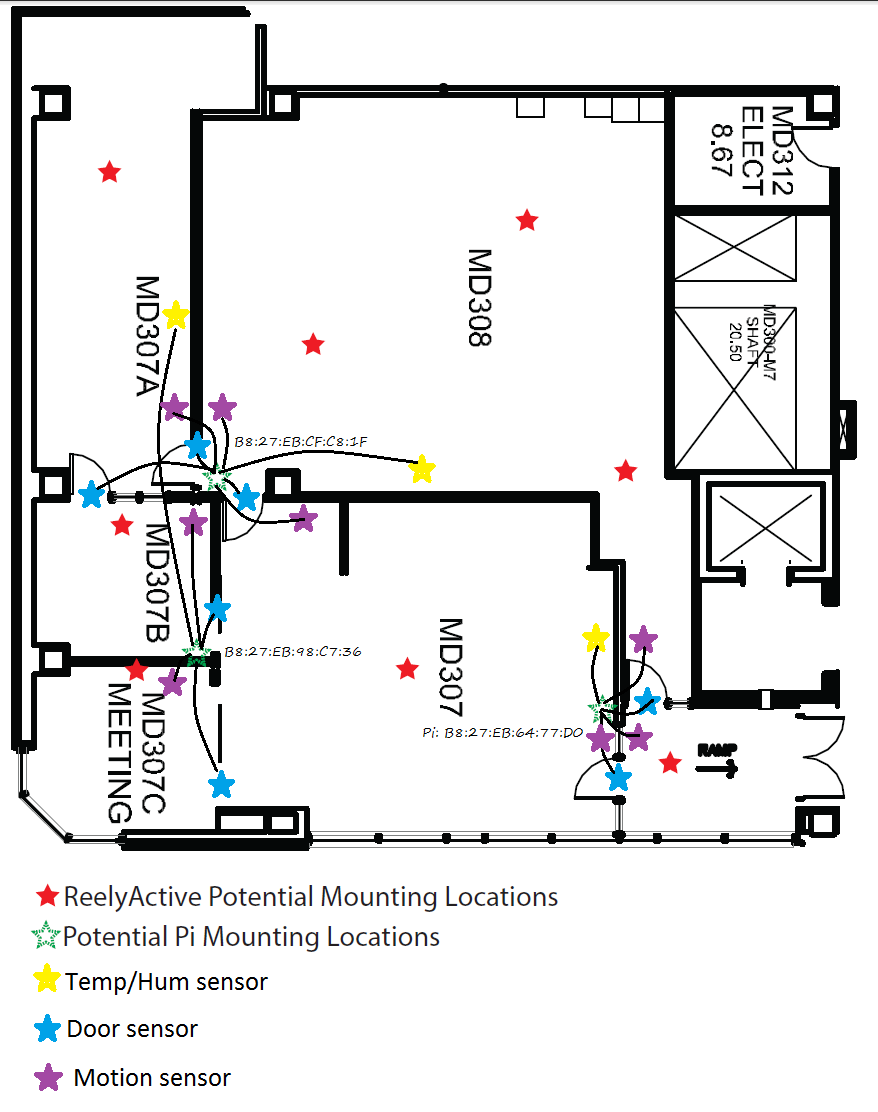 MD312
ELECT
8.67
MD308
MD307A
MD300-M7
SHAFT
20.50
B8:27:EB:CF:C8:1F
MD307B
B8:27:EB:98:C7:36
MD307
Pi: B8:27:EB:64:77:D0
MD307C
MEETING
RAMP
ReelyActive Potential Mounting Locations
Potential Pi Mounting Locations
Temp/Hum sensor
Door sensor
Motion sensor